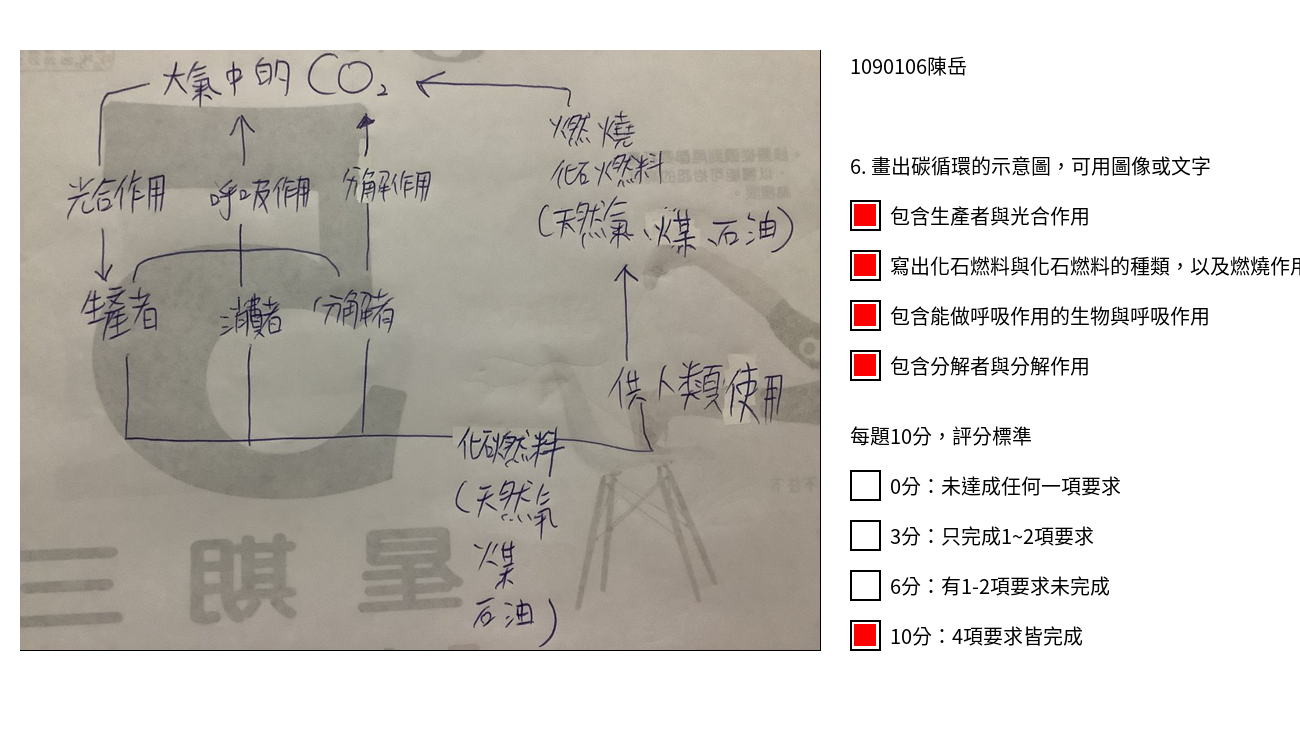 大氣中的CO₂
光合作用
呼吸作用
分解作用
燃燒
化石燃料
(天然氣、煤、石油)
生產者
消費者
分解者
供人類使用
化石燃料
(天然氣
煤
石油)
星期三
1090106陳岳
6. 畫出碳循環的示意圖，可用圖像或文字
包含生產者與光合作用
寫出化石燃料與化石燃料的種類，以及燃燒作用
包含能做呼吸作用的生物與呼吸作用
包含分解者與分解作用
每題10分，評分標準
0分：未達成任何一項要求
3分：只完成1~2項要求
6分：有1-2項要求未完成
10分：4項要求皆完成